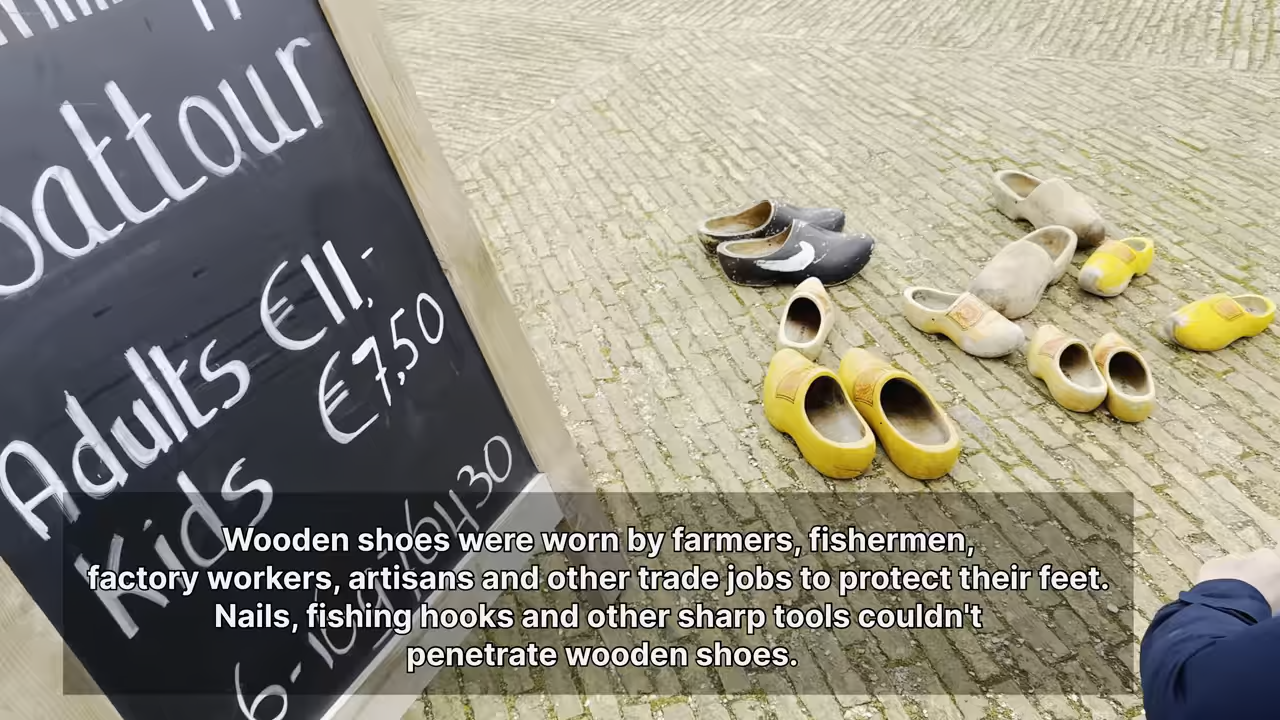 Adults €11,-
Kids €7,50
Wooden shoes were worn by farmers, fishermen,
factory workers, artisans and other trade jobs to protect their feet.
Nails, fishing hooks and other sharp tools couldn't
penetrate wooden shoes.